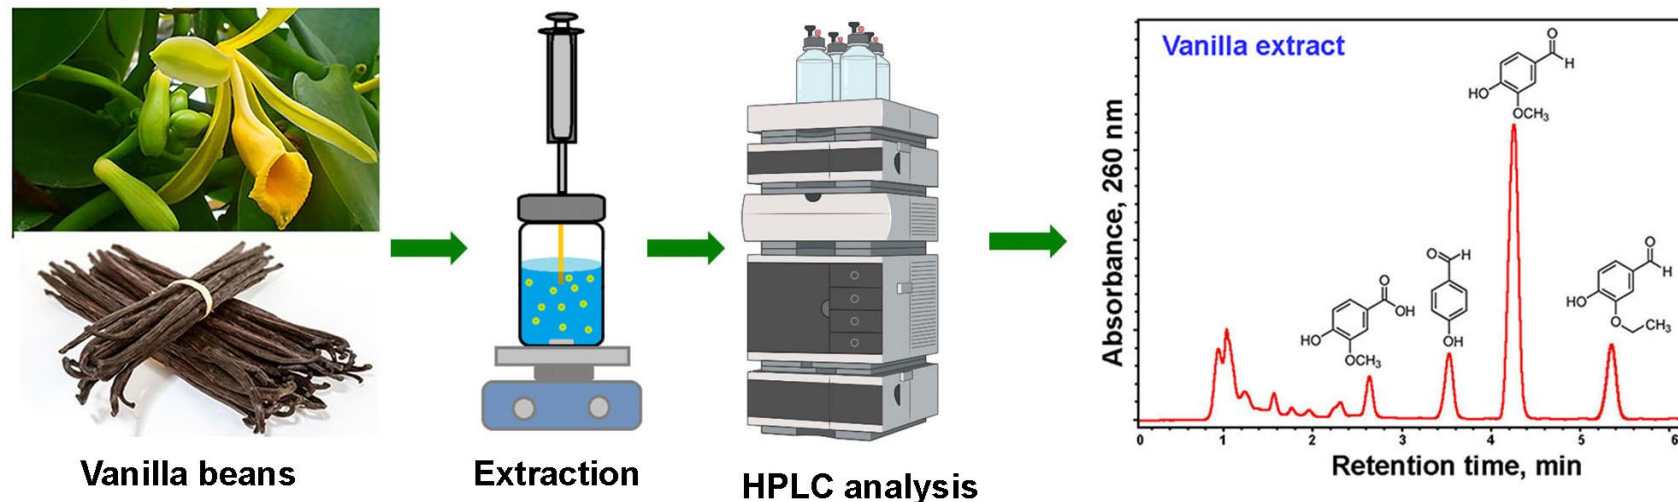 Vanilla beans
Extraction
HPLC analysis
Vanilla extract
Absorbance, 260 nm
O
H
HO
OCH₃
O
OH
HO
OCH₃
O
H
OH
O
H
HO
O
CH₃
0 1 2 3 4 5 6
Retention time, min